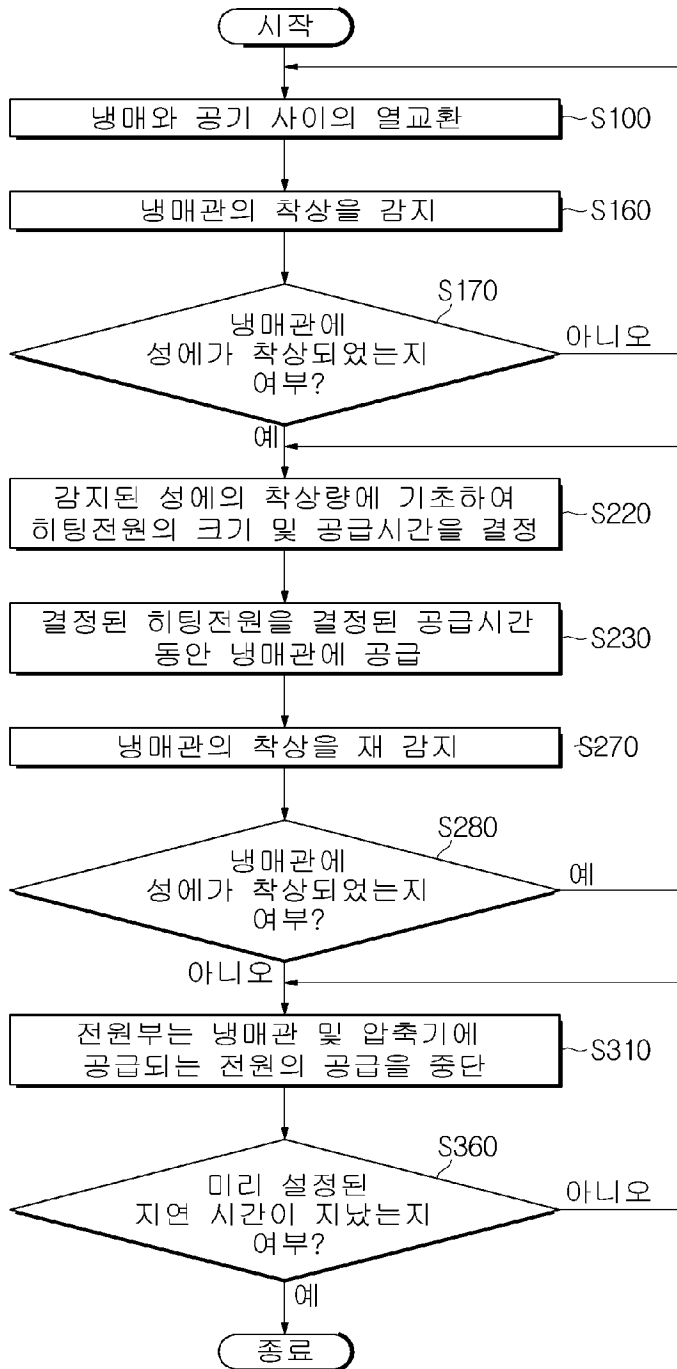 시작
냉매와 공기 사이의 열교환
S100
냉매관의 착상을 감지
S160
S170
냉매관에
성에가 착상되었는지
여부?
아니오
예
감지된 성에의 착상량에 기초하여
히팅전원의 크기 및 공급시간을 결정
S220
결정된 히팅전원을 결정된 공급시간
동안 냉매관에 공급
S230
냉매관의 착상을 재 감지
S270
S280
냉매관에
성에가 착상되었는지
여부?
예
아니오
전원부는 냉매관 및 압축기에
공급되는 전원의 공급을 중단
S310
S360
미리 설정된
지연 시간이 지났는지
여부?
아니오
예
종료